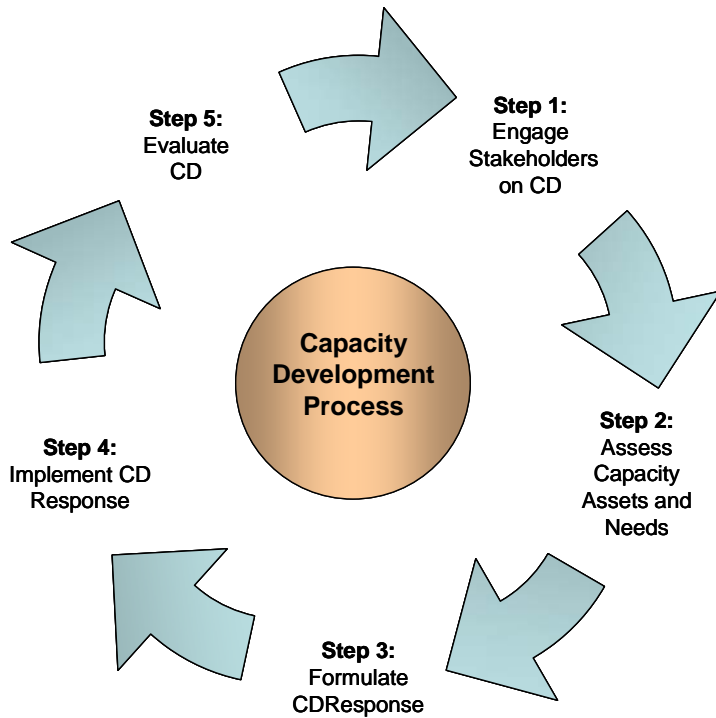 Step 1:
Engage
Stakeholders
on CD
Step 2:
Assess
Capacity
Assets and
Needs
Step 3:
Formulate
CDResponse
Step 4:
Implement CD
Response
Step 5:
Evaluate
CD
Capacity
Development
Process